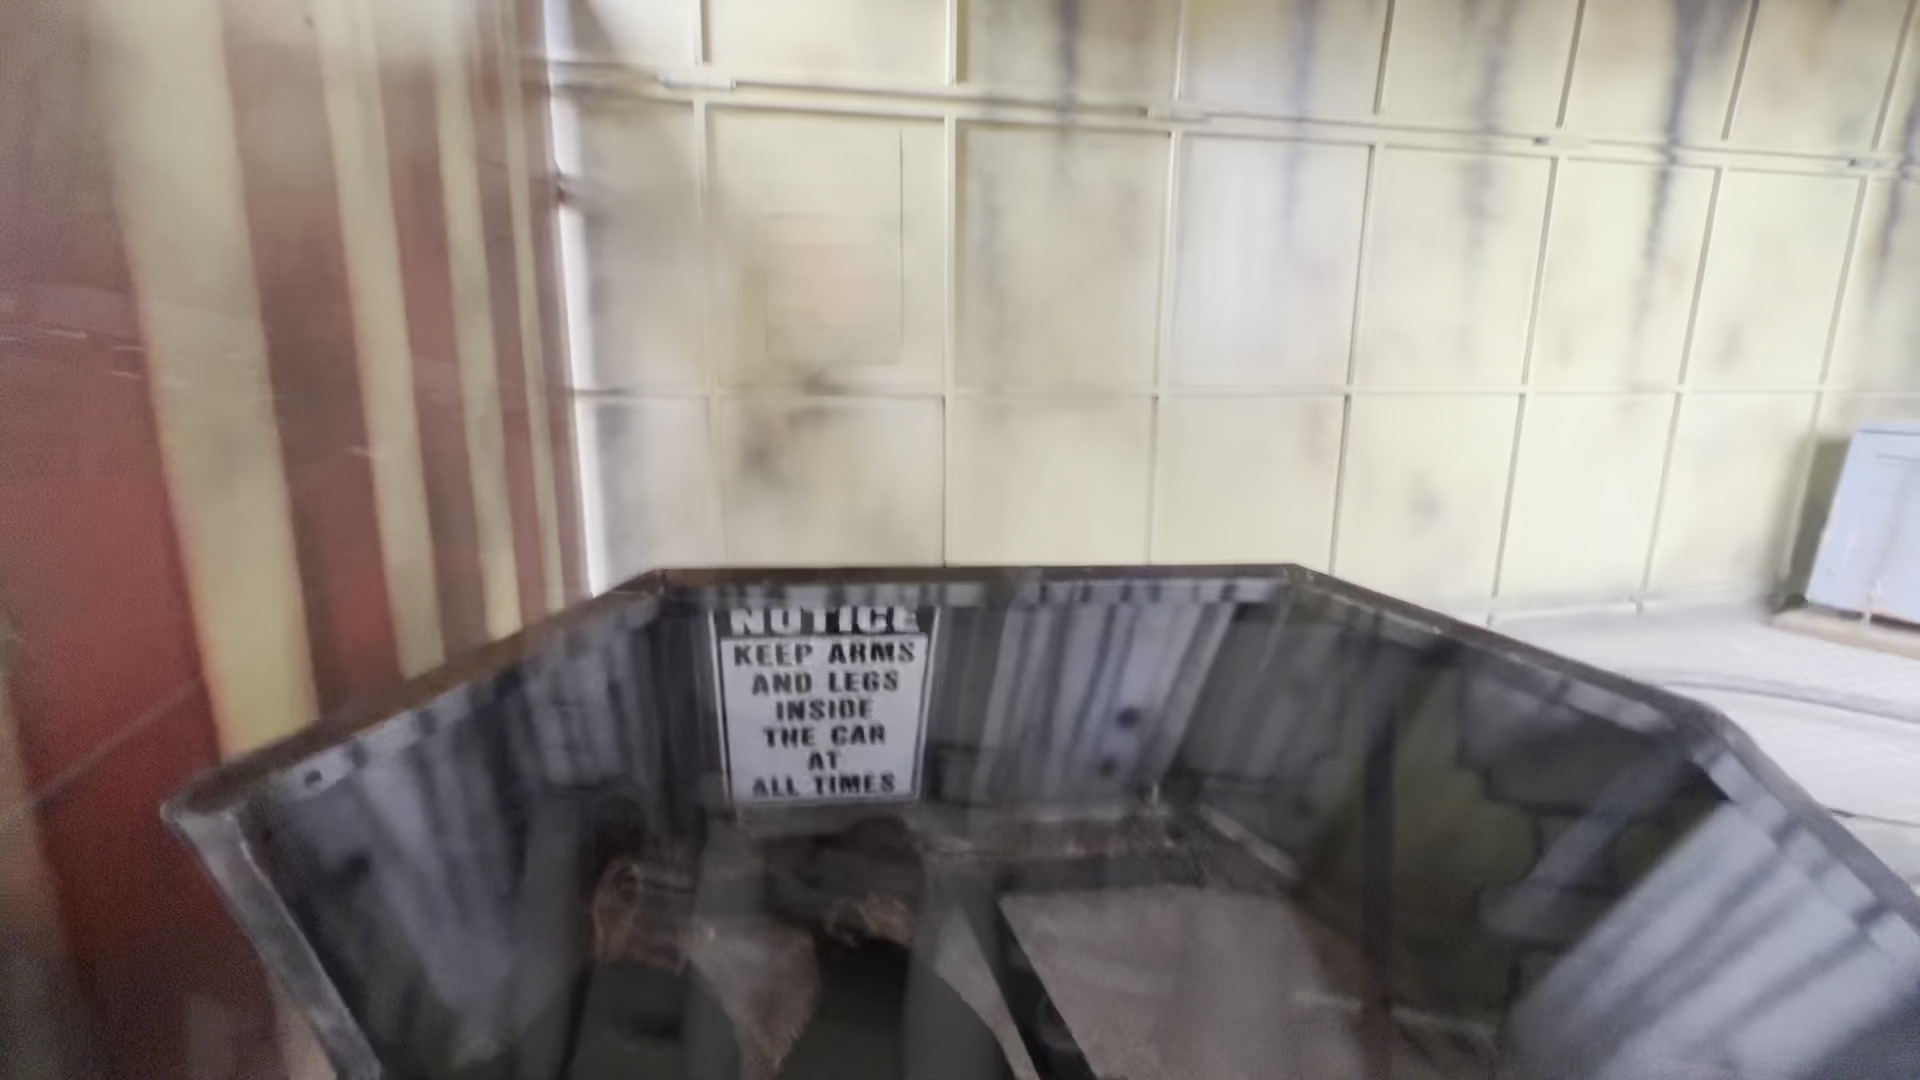 NOTICE
KEEP ARMS
AND LEGS
INSIDE
THE CAR
AT
ALL TIMES